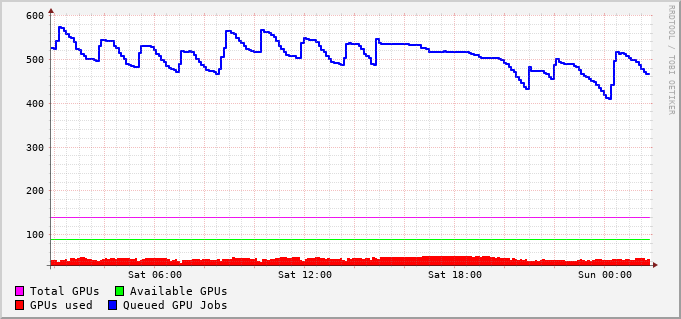 600
500
400
300
200
100
Sat 06:00 Sat 12:00 Sat 18:00 Sun 00:00
Total GPUs Available GPUs
GPUs used Queued GPU Jobs
RRDTOOL / TOBI OETIKER